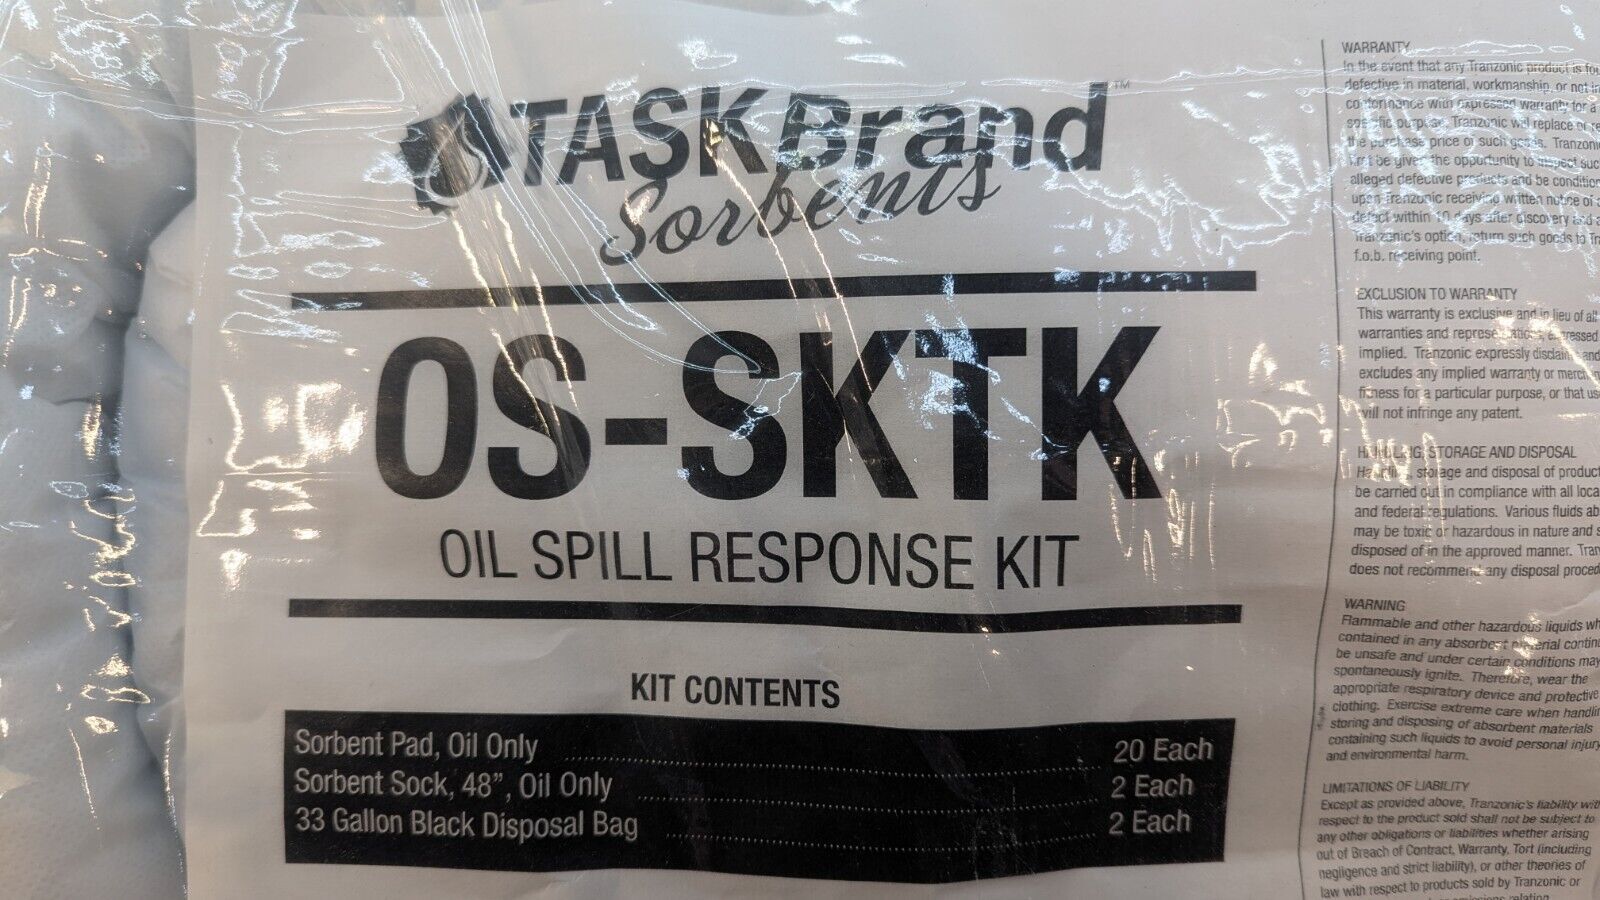 TASKBrand™
Sorbents
OS-SKTK
OIL SPILL RESPONSE KIT
KIT CONTENTS
Sorbent Pad, Oil Only 20 Each
Sorbent Sock, 48”, Oil Only 2 Each
33 Gallon Black Disposal Bag 2 Each
WARRANTY
In the event that any Tranzonic product is
defective in material, workmanship, or not in
conformance with expressed warranty for a
specific purpose, Tranzonic will replace or
the purchase price of such goods. Tranzonic
first be given the opportunity to inspect such
alleged defective products and be condition
upon Tranzonic receiving written notice of
defect within 10 days after discovery and a
Tranzonic's option, return such goods to
f.o.b. receiving point.
EXCLUSION TO WARRANTY
This warranty is exclusive and in lieu of all
warranties and representations, expressed
implied. Tranzonic expressly disclaims and
excludes any implied warranty or
fitness for a particular purpose, or that
will not infringe any patent.
HANDLING, STORAGE AND DISPOSAL
Handling, storage and disposal of product
be carried out in compliance with all
and federal regulations. Various fluids
may be toxic or hazardous in nature and
disposed of in the approved manner.
does not recommend any disposal
WARNING
Flammable and other hazardous liquids
contained in any absorbent material
be unsafe and under certain conditions may
spontaneously ignite. Therefore, wear the
appropriate respiratory device and protective
clothing. Exercise extreme care when
storing and disposing of absorbent materials
containing such liquids to avoid personal injury
and environmental harm.
LIMITATIONS OF LIABILITY
Except as provided above, Tranzonic's liability with
respect to the product sold shall not be subject to
any other obligations or liabilities whether arising
out of Breach of Contract, Warranty, Tort (including
negligence and strict liability), or other theories of
law with respect to products sold by Tranzonic or
relation